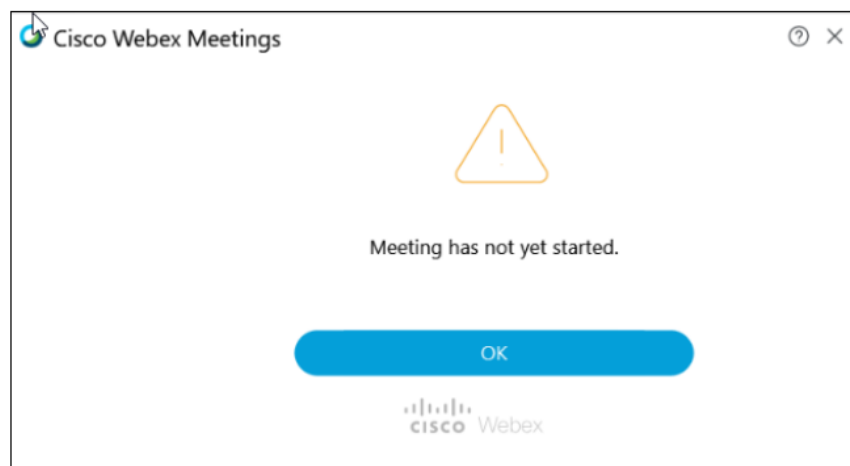 Cisco Webex Meetings
Meeting has not yet started.
OK
CISCO Webex